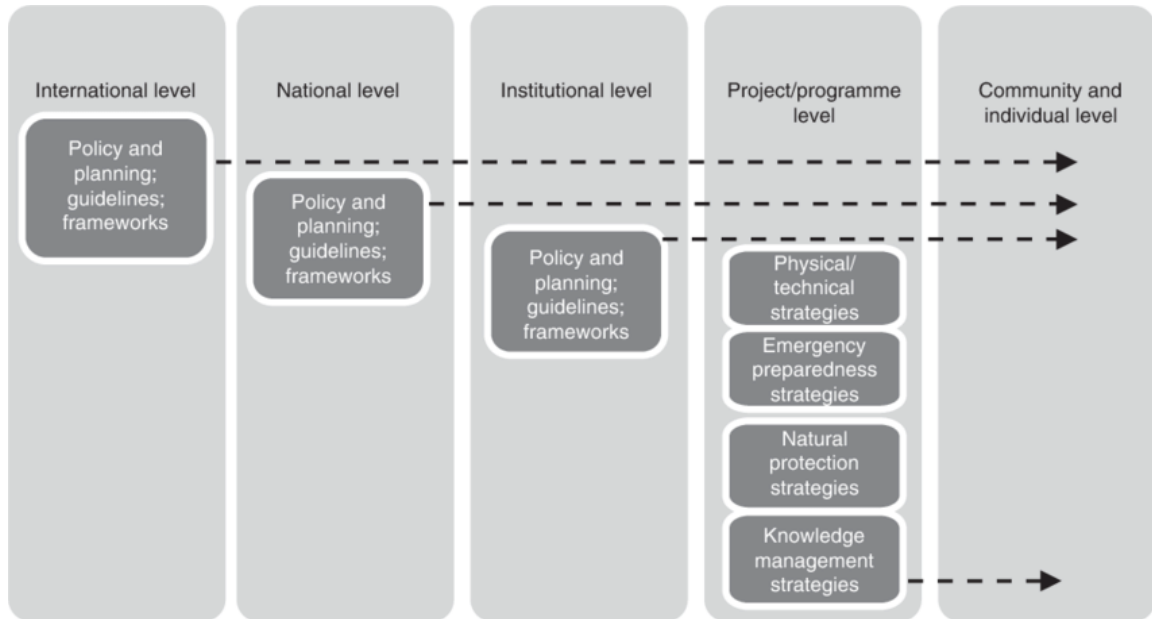 International level
Policy and
planning;
guidelines;
frameworks
National level
Policy and
planning;
guidelines;
frameworks
Institutional level
Policy and
planning;
guidelines;
frameworks
Project/programme
level
Physical/
technical
strategies
Emergency
preparedness
strategies
Natural
protection
strategies
Knowledge
management
strategies
Community and
individual level